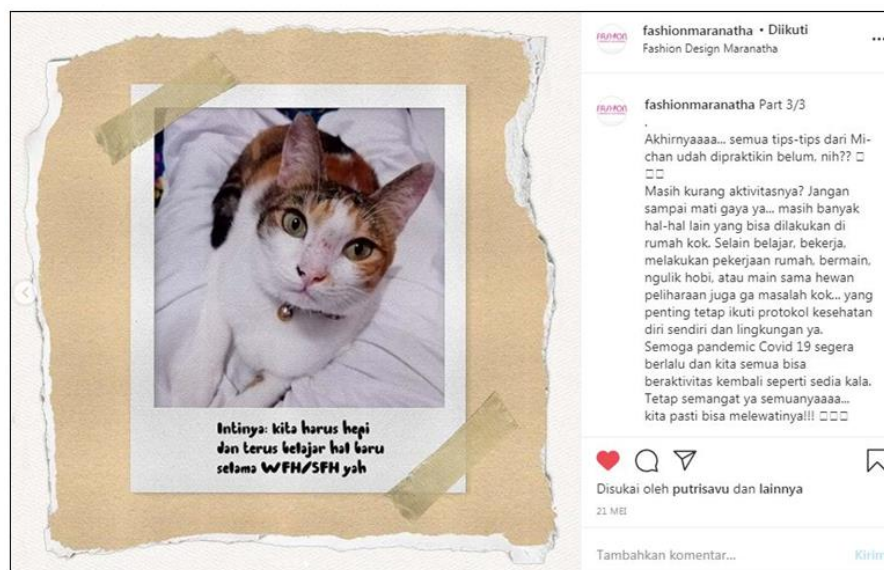 Intinya: kita harus hepi
dan terus belajar hal baru
selama WFH/SFH yah
FASHION
fashionmaranatha • Diikuti
Fashion Design Maranatha
...
FASHION
fashionmaranatha Part 3/3
.
Akhirnyaaaa... semua tips-tips dari Mi-
chan udah dipraktikin belum, nih?? □
□□
Masih kurang aktivitasnya? Jangan
sampai mati gaya ya... masih banyak
hal-hal lain yang bisa dilakukan di
rumah kok. Selain belajar, bekerja,
melakukan pekerjaan rumah, bermain,
ngulik hobi, atau main sama hewan
peliharaan juga ga masalah kok... yang
penting tetap ikuti protokol kesehatan
diri sendiri dan lingkungan ya.
Semoga pandemic Covid 19 segera
berlalu dan kita semua bisa
beraktivitas kembali seperti sedia kala.
Tetap semangat ya semuanyaaaa...
kita pasti bisa melewatinya!!! □□□
Disukai oleh putrisavu dan lainnya
21 MEI
Tambahkan komentar...
Kirim